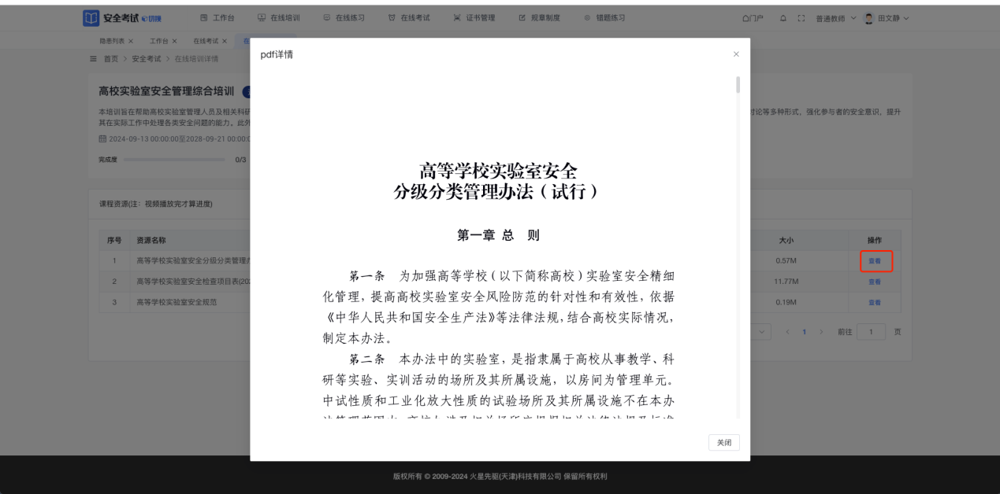 安全考试 切换 工作台 在线培训 在线练习 在线考试 证书管理 规章制度 错题练习 门户 普通教师 田文静
隐患列表 × 工作台 × 在线考试 × 在
首页 > 安全考试 > 在线培训详情
pdf详情
高校实验室安全管理综合培训
本培训旨在帮助高校实验室管理人员及相关科研
讨论等多种形式，强化参与者的安全意识，提升
其在实际工作中处理各类安全问题的能力。此外
2024-09-13 00:00:00至2028-09-21 00:00:0
完成度 0/3
课程资源(注：视频播放完才算进度)
序号 资源名称 大小 操作
1 高等学校实验室安全分级分类管理办 0.57M 查看
2 高等学校实验室安全检查项目表(202 11.77M 查看
3 高等学校实验室安全规范 0.19M 查看
< 1 > 前往 1 页
高等学校实验室安全
分级分类管理办法（试行）
第一章 总 则
第一条 为加强高等学校(以下简称高校)实验室安全精细
化管理,提高高校实验室安全风险防范的针对性和有效性,依据
《中华人民共和国安全生产法》等法律法规,结合高校实际情况,
制定本办法。
第二条 本办法中的实验室,是指隶属于高校从事教学、科
研等实验、实训活动的场所及其所属设施,以房间为管理单元。
中试性质和工业化放大性质的试验场所及其所属设施不在本办
关闭
版权所有 © 2009-2024 火星先驱(天津)科技有限公司 保留所有权利